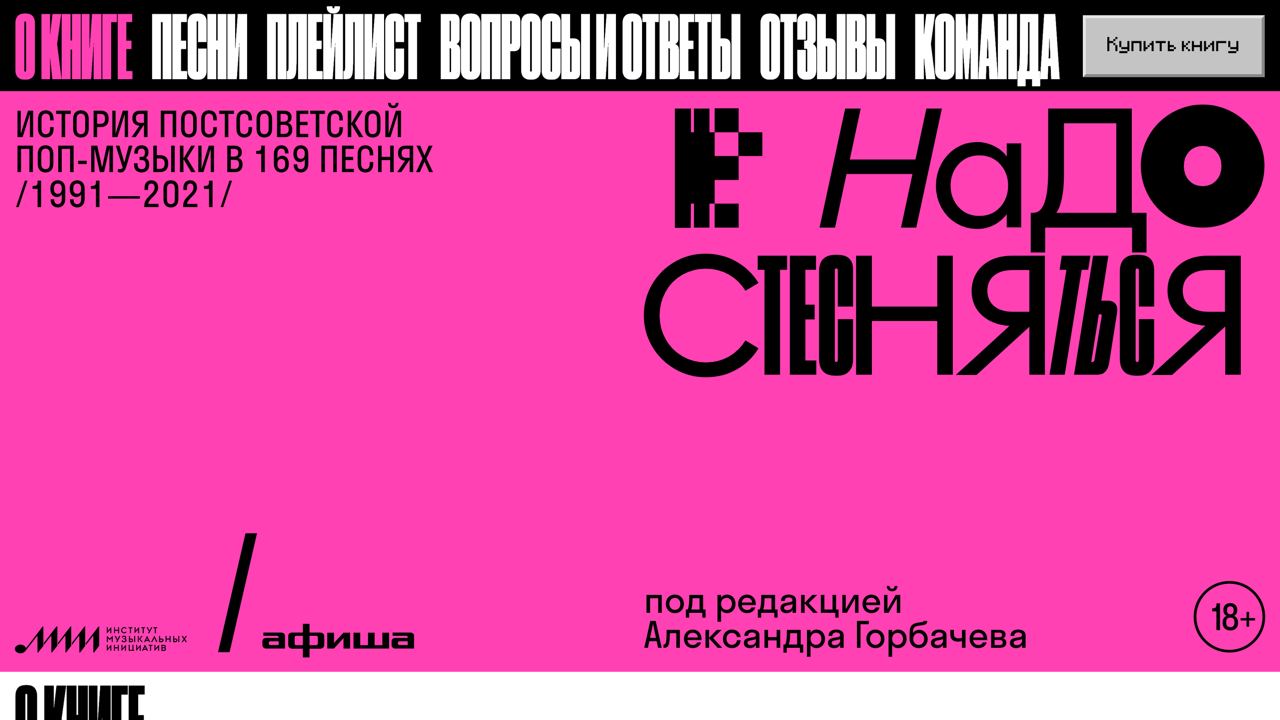 О КНИГЕ ПЕСНИ ПЛЕЙЛИСТ ВОПРОСЫ И ОТВЕТЫ ОТЗЫВЫ КОМАНДА Купить книгу
ИСТОРИЯ ПОСТСОВЕТСКОЙ
ПОП-МУЗЫКИ В 169 ПЕСНЯХ
/1991—2021/
НаДО
СТЕСНЯТЬСЯ
ИНСТИТУТ
МУЗЫКАЛЬНЫХ
ИНИЦИАТИВ
/ афиша
под редакцией
Александра Горбачева
18+
О КНИГЕ